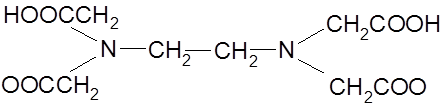 HOOCCH₂ CH₂COOH
N CH₂ CH₂ N
OOCCH₂ CH₂COO